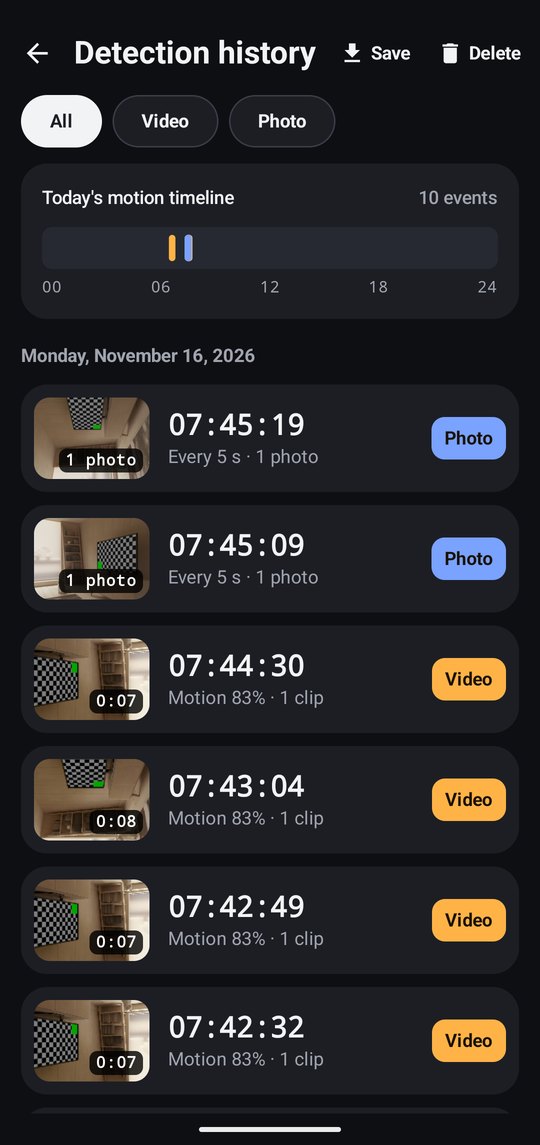 Detection history Save Delete
All Video Photo
Today's motion timeline 10 events
00 06 12 18 24
Monday, November 16, 2026
1 photo
07:45:19
Every 5 s · 1 photo
Photo
1 photo
07:45:09
Every 5 s · 1 photo
Photo
0:07
07:44:30
Motion 83% · 1 clip
Video
0:08
07:43:04
Motion 83% · 1 clip
Video
0:07
07:42:49
Motion 83% · 1 clip
Video
0:07
07:42:32
Motion 83% · 1 clip
Video